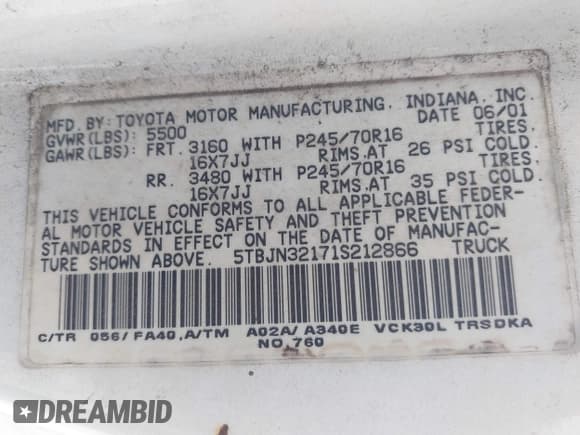 MFD. BY: TOYOTA MOTOR MANUFACTURING, INDIANA, INC.
GVWR(LBS): 5500 DATE 06/01
GAWR(LBS): FRT. 3160 WITH P245/70R16 TIRES,
16X7JJ RIMS,AT 26 PSI COLD.
RR. 3480 WITH P245/70R16 TIRES,
16X7JJ RIMS,AT 35 PSI COLD.
THIS VEHICLE CONFORMS TO ALL APPLICABLE FEDER-
AL MOTOR VEHICLE SAFETY AND THEFT PREVENTION
STANDARDS IN EFFECT ON THE DATE OF MANUFAC-
TURE SHOWN ABOVE. 5TBJN32171S212866 TRUCK
C/TR 056/FA40,A/TM A02A/A340E VCK30L TRSDKA
NO.760
DREAMBID